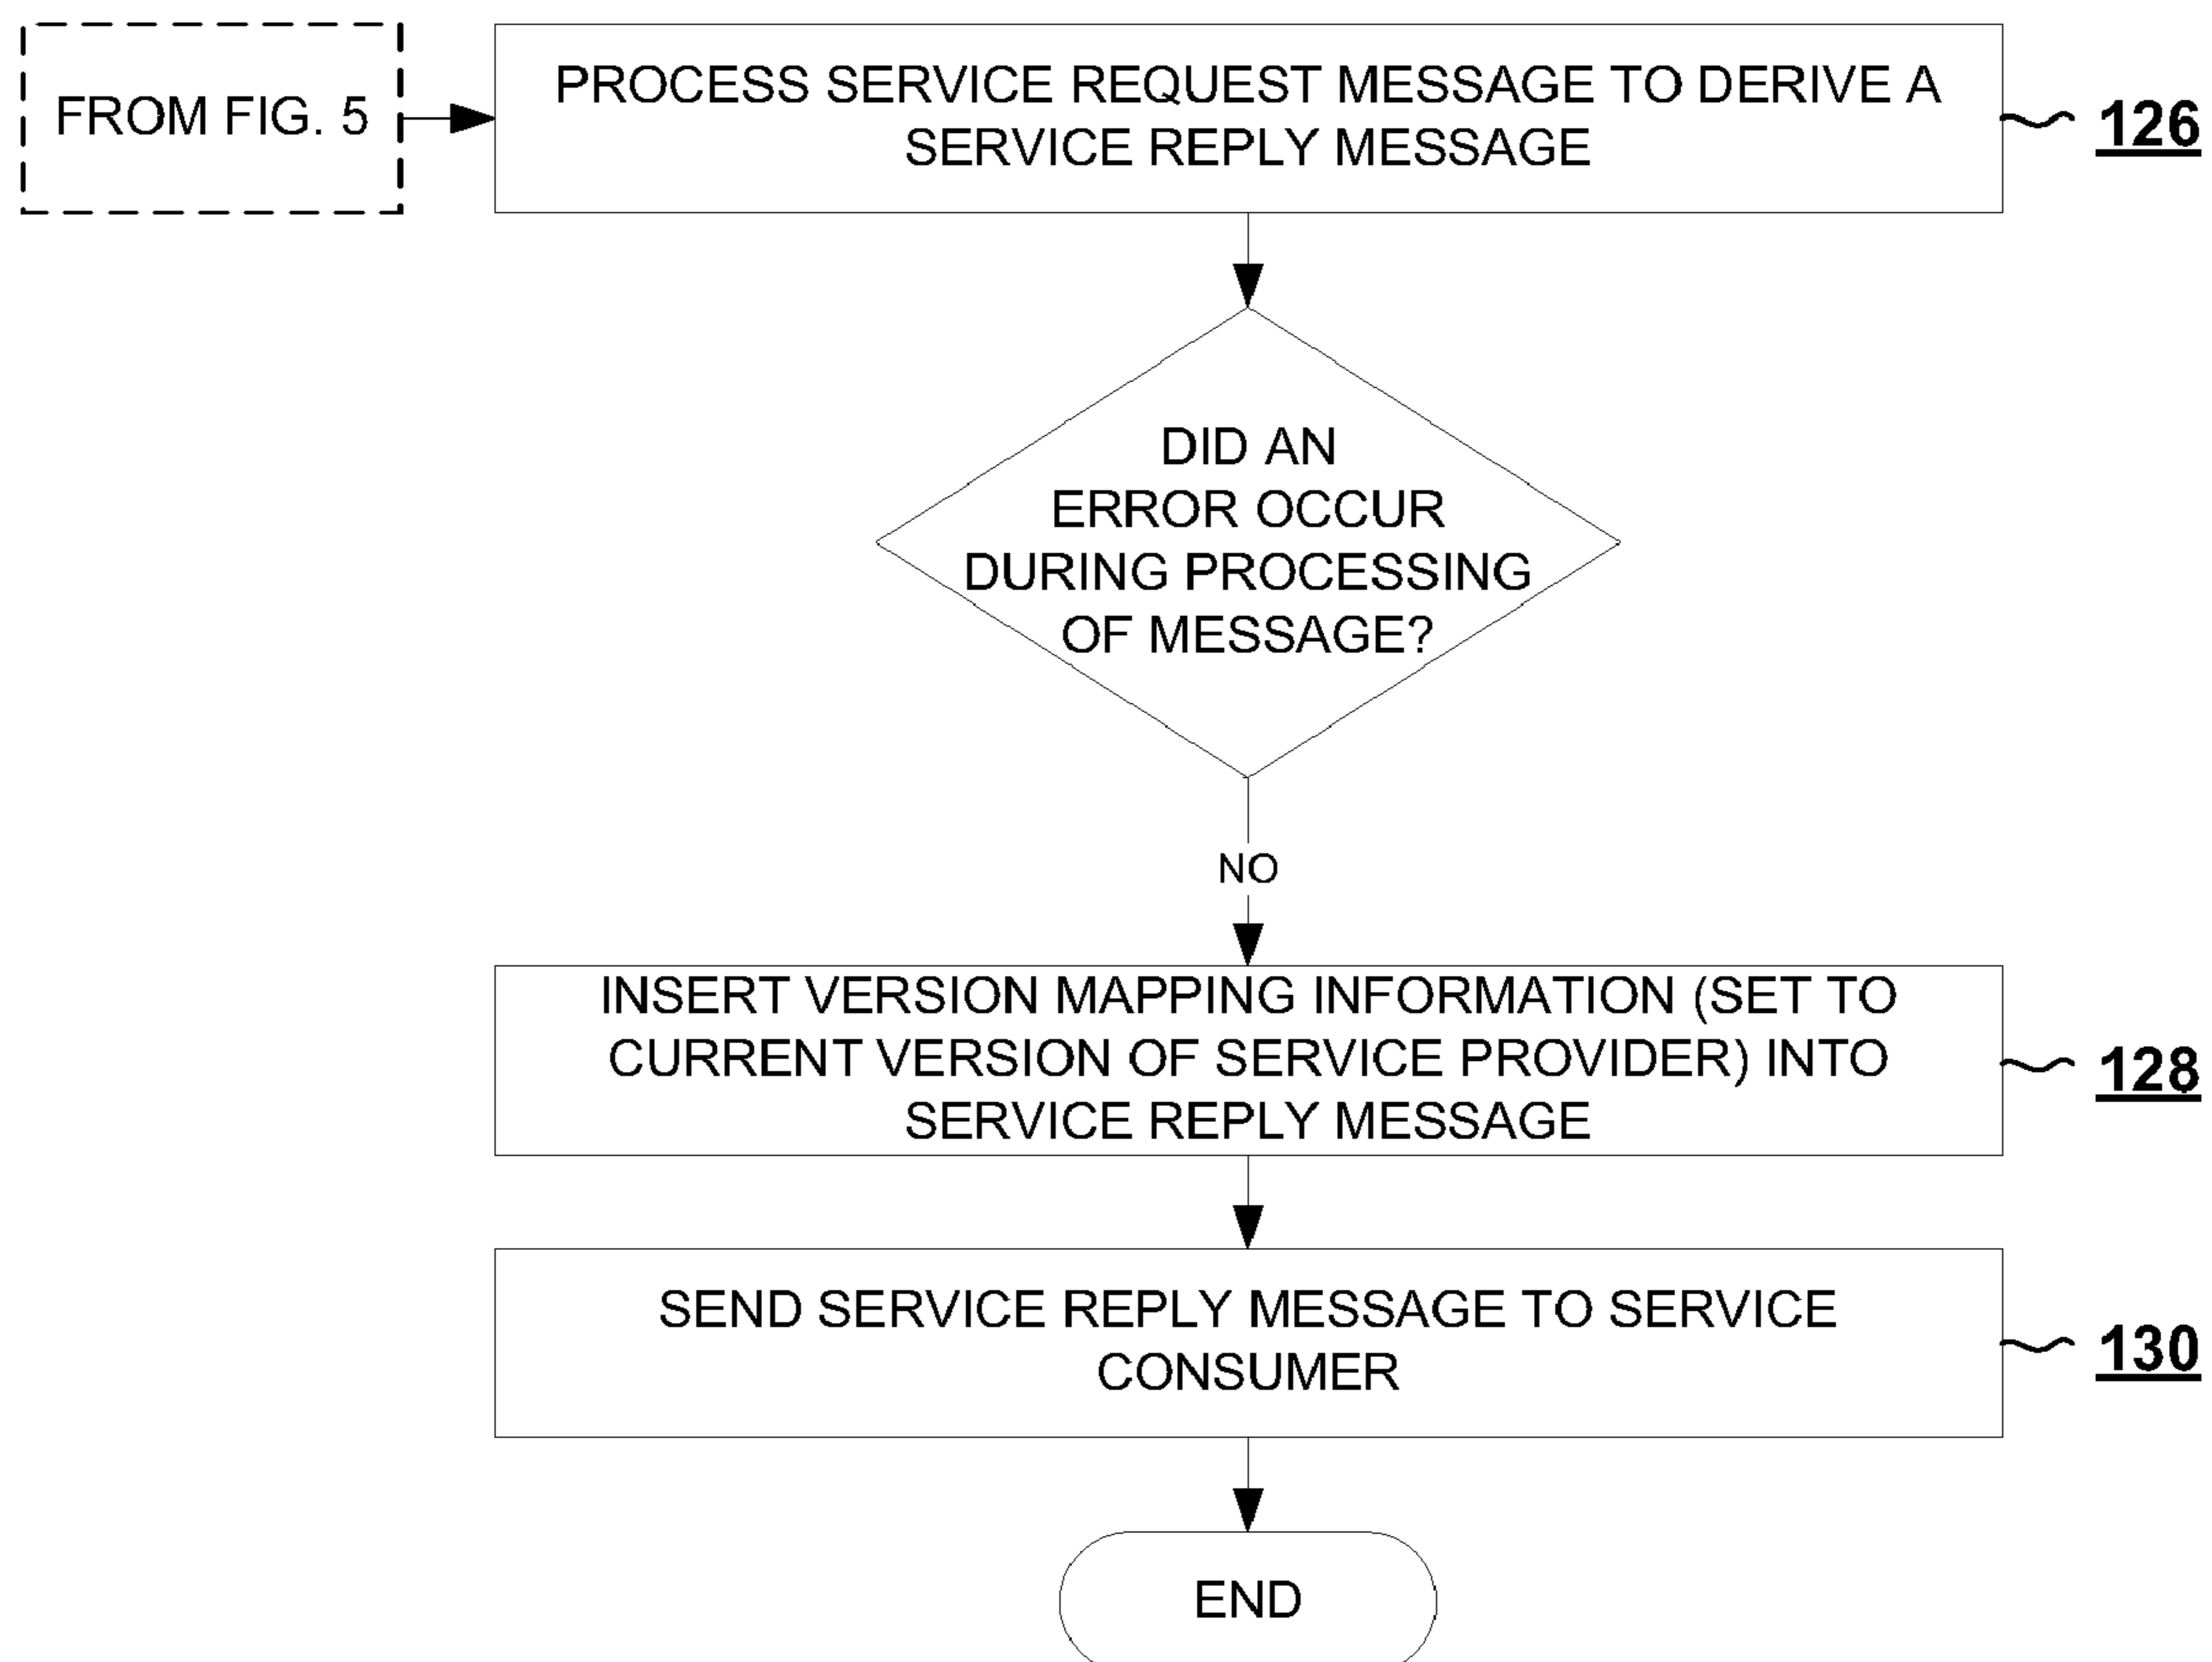 FROM FIG. 5
PROCESS SERVICE REQUEST MESSAGE TO DERIVE A
SERVICE REPLY MESSAGE
126
DID AN
ERROR OCCUR
DURING PROCESSING
OF MESSAGE?
NO
INSERT VERSION MAPPING INFORMATION (SET TO
CURRENT VERSION OF SERVICE PROVIDER) INTO
SERVICE REPLY MESSAGE
128
SEND SERVICE REPLY MESSAGE TO SERVICE
CONSUMER
130
END